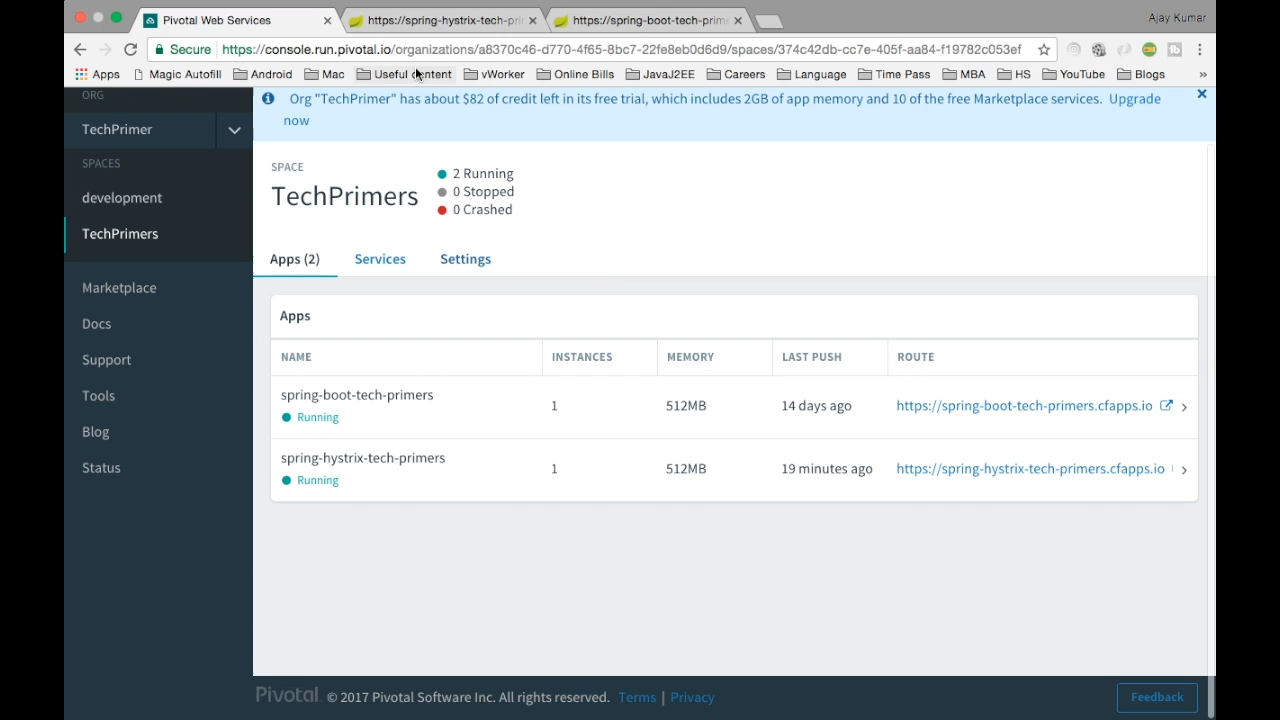 Pivotal Web Services
https://spring-hystrix-tech-pri
https://spring-boot-tech-prime
Ajay Kumar
Secure
https://console.run.pivotal.io/organizations/a8370c46-d770-4f65-8bc7-22fe8eb0d6d9/spaces/374c42db-cc7e-405f-aa84-f19782c053ef
Apps
Magic Autofill
Android
Mac
Useful content
vWorker
Online Bills
JavaJ2EE
Careers
Language
Time Pass
MBA
HS
YouTube
Blogs
»
ORG
TechPrimer
SPACES
development
TechPrimers
Marketplace
Docs
Support
Tools
Blog
Status
Org "TechPrimer" has about $82 of credit left in its free trial, which includes 2GB of app memory and 10 of the free Marketplace services. Upgrade
now
SPACE
TechPrimers
2 Running
0 Stopped
0 Crashed
Apps (2)
Services
Settings
Apps
NAME
INSTANCES
MEMORY
LAST PUSH
ROUTE
spring-boot-tech-primers
Running
1
512MB
14 days ago
https://spring-boot-tech-primers.cfapps.io
spring-hystrix-tech-primers
Running
1
512MB
19 minutes ago
https://spring-hystrix-tech-primers.cfapps.io
Pivotal
© 2017 Pivotal Software Inc. All rights reserved.
Terms | Privacy
Feedback